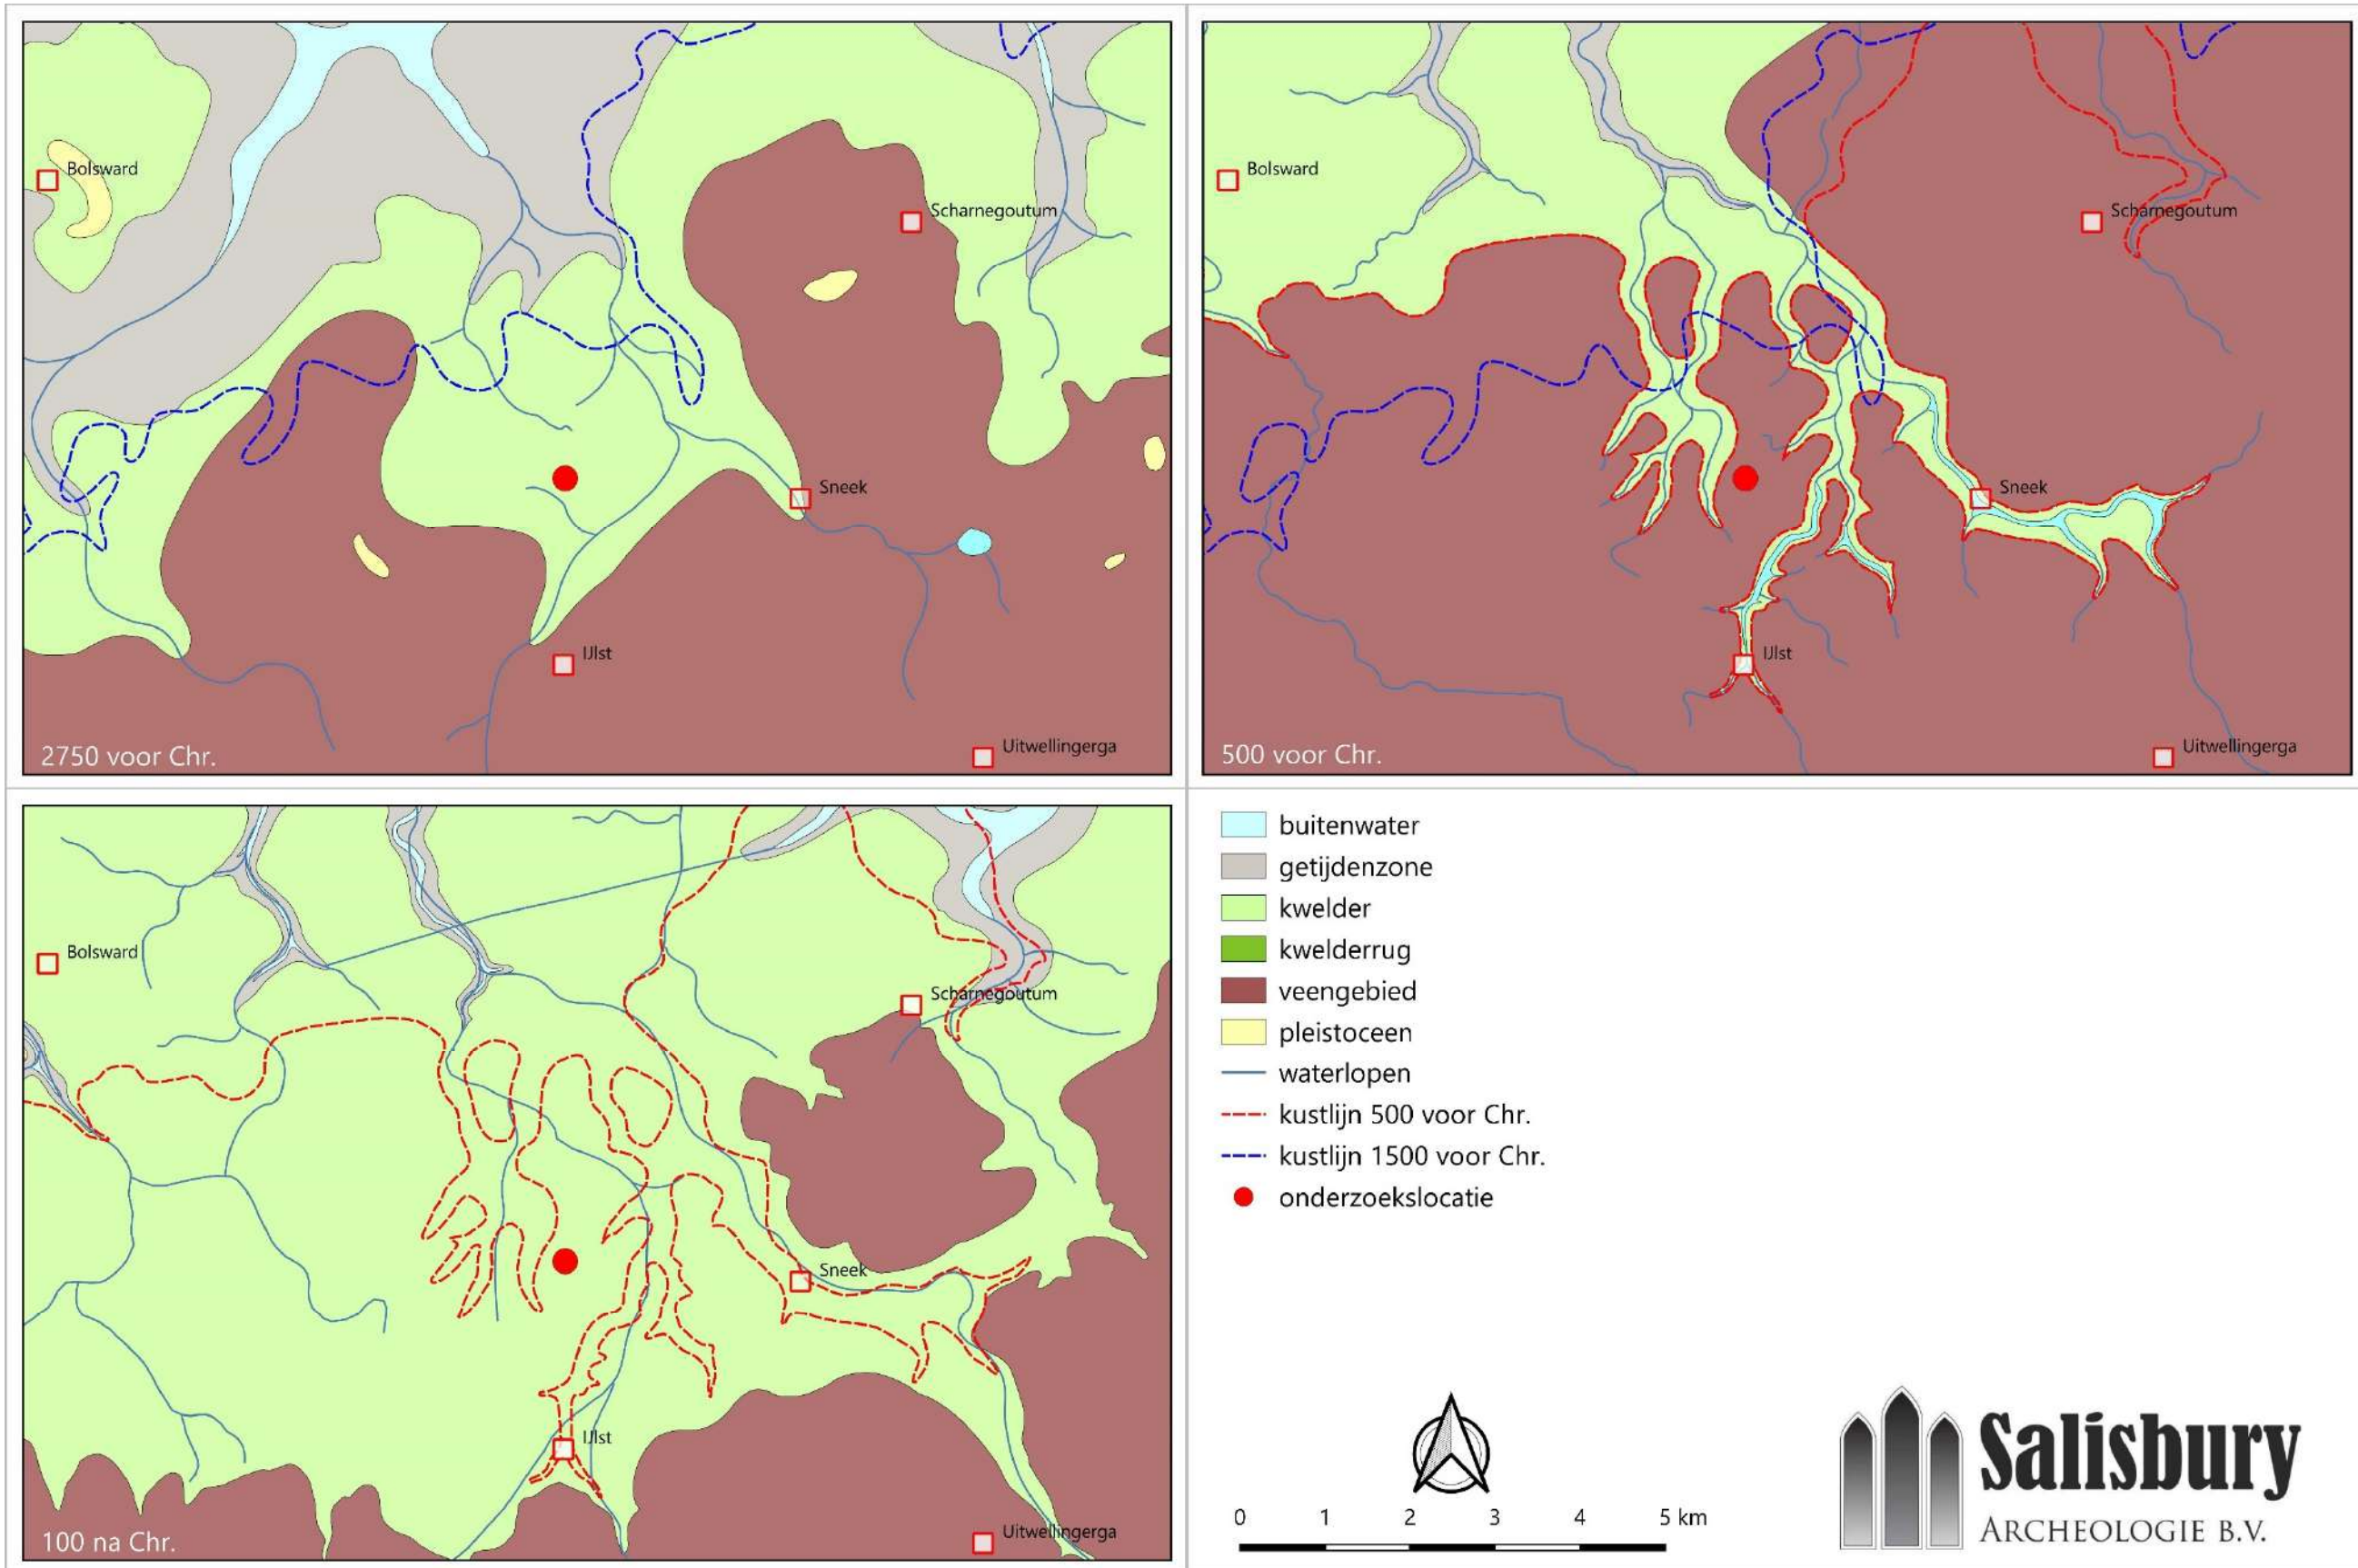 Bolsward
Scharnegoutum
Sneek
IJlst
Uitwellingerga
2750 voor Chr.
Bolsward
Scharnegoutum
Sneek
IJlst
Uitwellingerga
500 voor Chr.
Bolsward
Scharnegoutum
Sneek
IJlst
Uitwellingerga
100 na Chr.
buitenwater
getijdenzone
kwelder
kwelderrug
veengebied
pleistoceen
waterlopen
kustlijn 500 voor Chr.
kustlijn 1500 voor Chr.
onderzoekslocatie
0 1 2 3 4 5 km
Salisbury
ARCHEOLOGIE B.V.